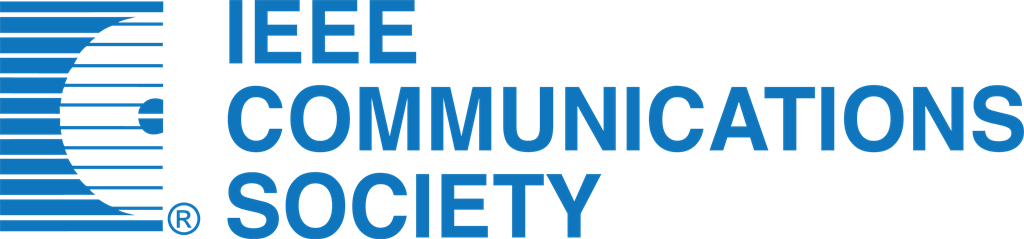 IEEE
COMMUNICATIONS
SOCIETY
®